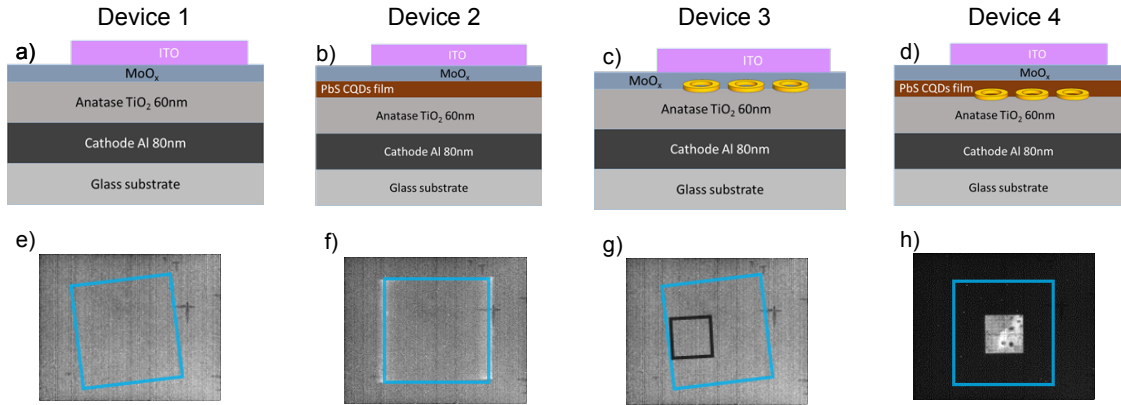 Device 1
Device 2
Device 3
Device 4
a)
ITO
MoOx
Anatase TiO2 60nm
Cathode Al 80nm
Glass substrate
b)
ITO
MoOx
PbS CQDs film
Anatase TiO2 60nm
Cathode Al 80nm
Glass substrate
c)
ITO
MoOx
Anatase TiO2 60nm
Cathode Al 80nm
Glass substrate
d)
ITO
MoOx
PbS CQDs film
Anatase TiO2 60nm
Cathode Al 80nm
Glass substrate
e)
f)
g)
h)